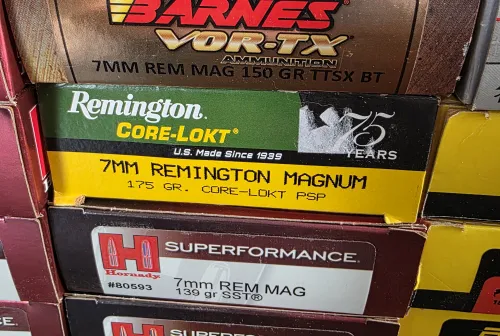 BARNES
VOR-TX
AMMUNITION
7MM REM MAG 150 GR TTSX BT
Remington
CORE-LOKT®
75
YEARS
U.S. Made Since 1939
7MM REMINGTON MAGNUM
175 GR. CORE-LOKT PSP
H
Hornady
SUPERFORMANCE
#80593
7mm REM MAG
139 gr SST®
SUPERFORMANCE